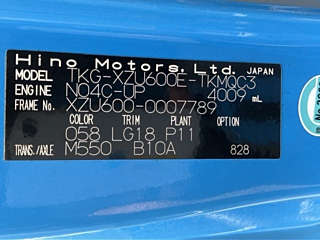 Hino Motors, Ltd. JAPAN
MODEL TKG-XZU600E-TKMQC3
ENGINE N04C-UP 4009 mL
FRAME No. XZU600-0007789
COLOR TRIM PLANT OPTION
058 LG18 P11
TRANS./AXLE M550 B10A 828